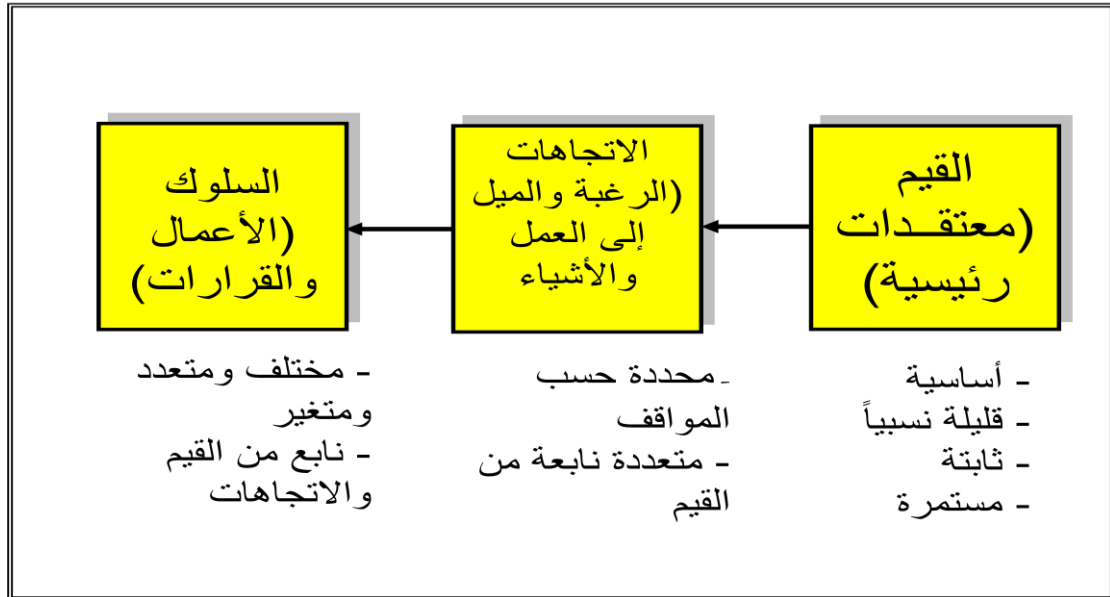 القيم
(معتقدات
رئيسية)
- أساسية
- قليلة نسبياً
- ثابتة
- مستمرة
الاتجاهات
(الرغبة والميل
إلى العمل
والأشياء
- محددة حسب
المواقف
- متعددة نابعة من
القيم
السلوك
(الأعمال
والقرارات)
- مختلف ومتعدد
ومتغير
- نابع من القيم
والاتجاهات